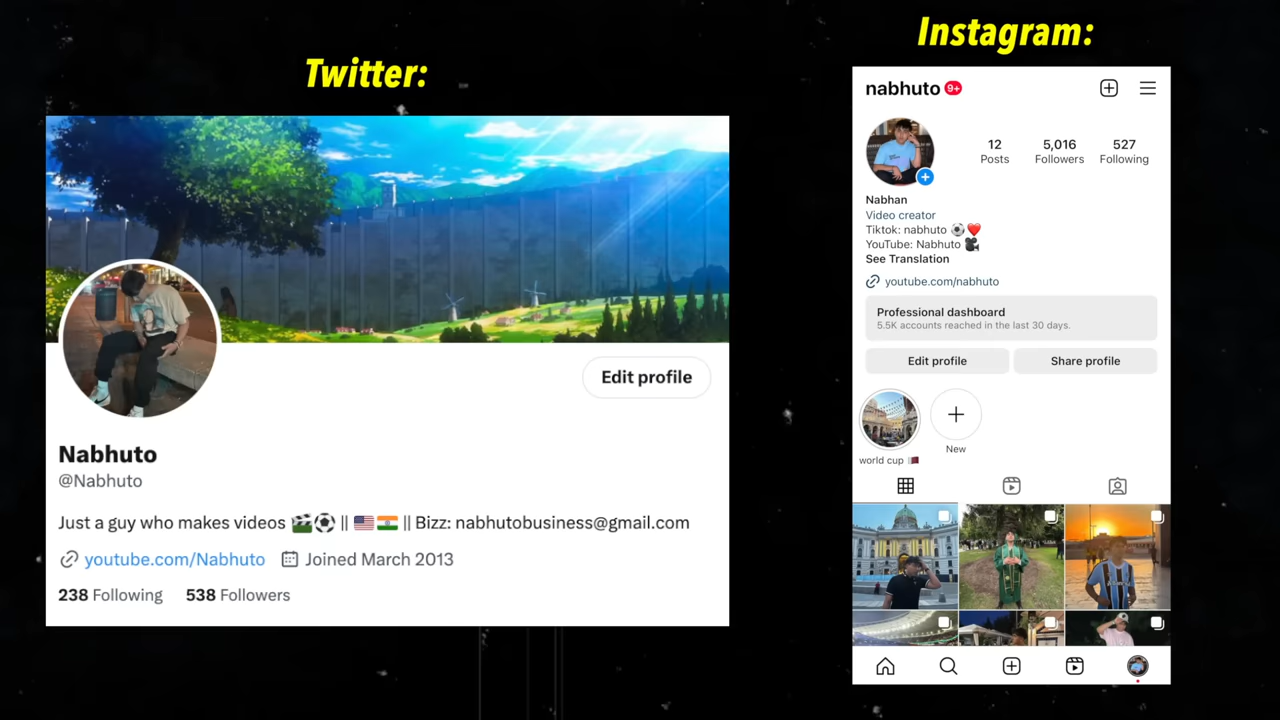 Twitter:
Edit profile
Nabhuto
@Nabhuto
Just a guy who makes videos 🎬⚽ || 🇺🇸 🇮🇳 || Bizz: nabhutobusiness@gmail.com
youtube.com/Nabhuto Joined March 2013
238 Following 538 Followers
Instagram:
nabhuto 9+
12 5,016 527
Posts Followers Following
Nabhan
Video creator
Tiktok: nabhuto ⚽❤️
YouTube: Nabhuto 🎥
See Translation
youtube.com/nabhuto
Professional dashboard
5.5K accounts reached in the last 30 days.
Edit profile Share profile
New
world cup 🇶🇦